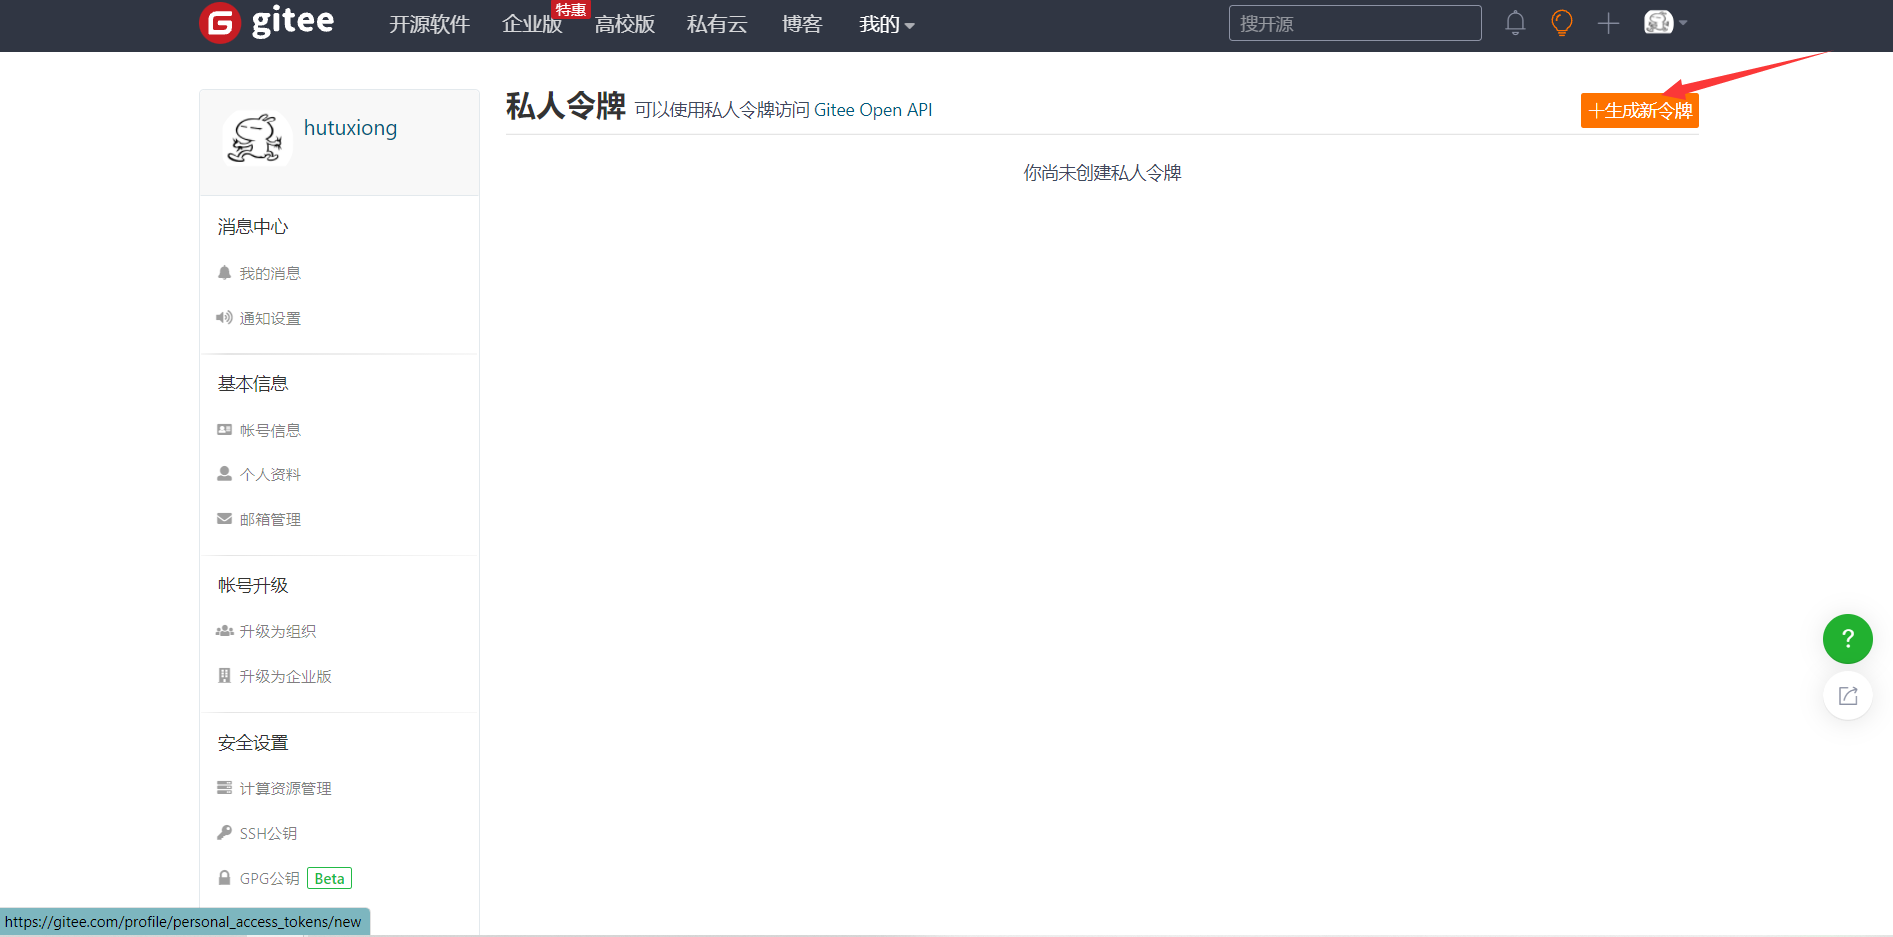 gitee 开源软件 企业版 特惠 高校版 私有云 博客 我的 搜开源
hutuxiong
私人令牌 可以使用私人令牌访问 Gitee Open API
十生成新令牌
你尚未创建私人令牌
消息中心
我的消息
通知设置
基本信息
帐号信息
个人资料
邮箱管理
帐号升级
升级为组织
升级为企业版
安全设置
计算资源管理
SSH公钥
GPG公钥 Beta
https://gitee.com/profile/personal_access_tokens/new
?